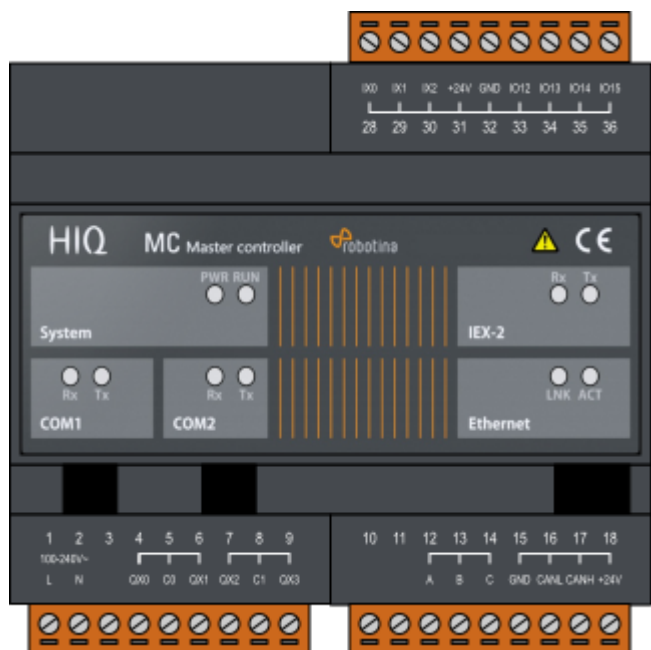 IX0 IX1 IX2 +24V GND IO12 IO13 IO14 IO15
28 29 30 31 32 33 34 35 36
HIQ MC Master controller robotina CE
PWR RUN
System
Rx Tx
IEX-2
Rx Tx
COM1
Rx Tx
COM2
LNK ACT
Ethernet
1 2 3 4 5 6 7 8 9
100-240V~
L N QX0 C0 QX1 QX2 C1 QX3
10 11 12 13 14 15 16 17 18
A B C GND CANL CANH +24V